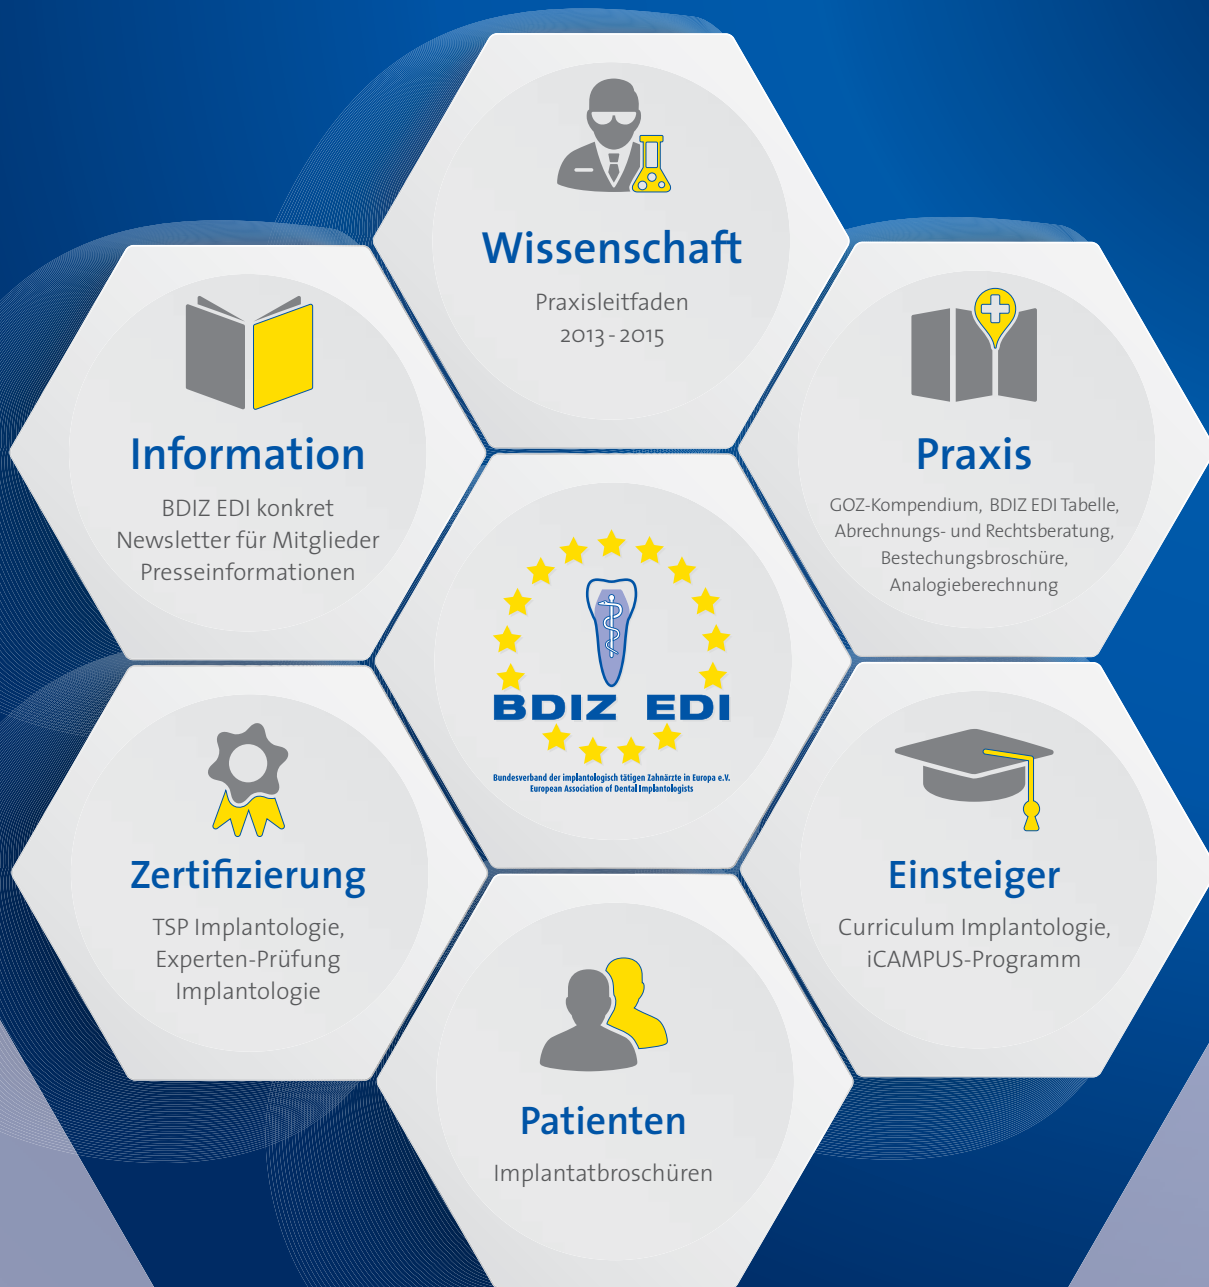 Wissenschaft
Praxisleitfaden
2013 - 2015
Information
BDIZ EDI konkret
Newsletter für Mitglieder
Presseinformationen
Praxis
GOZ-Kompendium, BDIZ EDI Tabelle,
Abrechnungs- und Rechtsberatung,
Bestechungsbroschüre,
Analogieberechnung
BDIZ EDI
Bundesverband der implantologisch tätigen Zahnärzte in Europa e.V.
European Association of Dental Implantologists
Zertifizierung
TSP Implantologie,
Experten-Prüfung
Implantologie
Einsteiger
Curriculum Implantologie,
iCAMPUS-Programm
Patienten
Implantatbroschüren